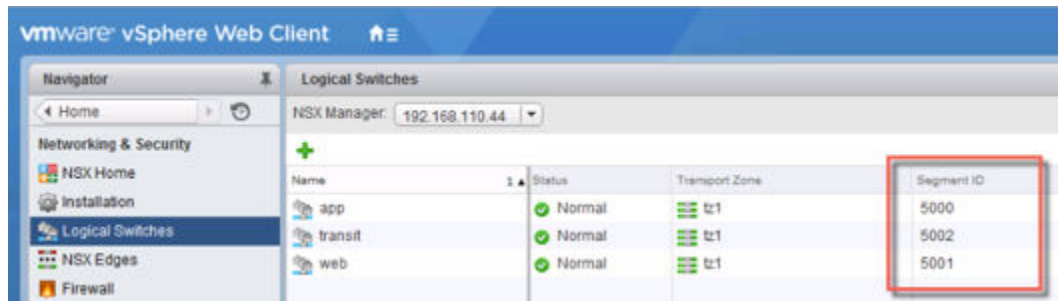 vmware vSphere Web Client
Navigator
Home
Networking & Security
NSX Home
Installation
Logical Switches
NSX Edges
Firewall
Logical Switches
NSX Manager: 192.168.110.44
Name 1 Status Transport Zone Segment ID
app Normal tz1 5000
transit Normal tz1 5002
web Normal tz1 5001